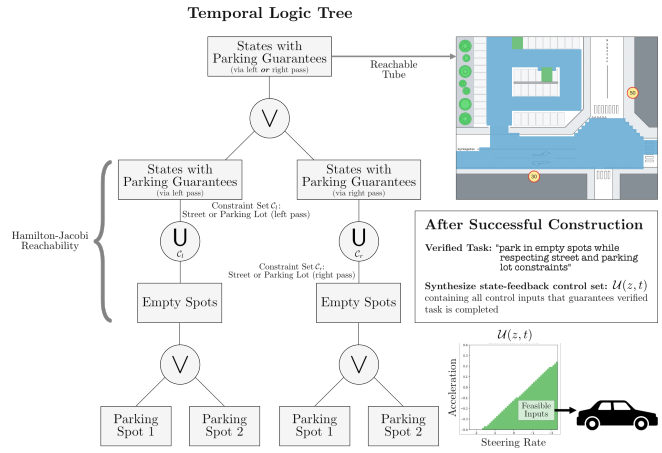 Temporal Logic Tree
States with
Parking Guarantees
(via left or right pass)
Reachable
Tube
50
30
V
States with
Parking Guarantees
(via left pass)
States with
Parking Guarantees
(via right pass)
Constraint Set 𝒞ₗ:
Street or Parking Lot (left pass)
Hamilton-Jacobi
Reachability
U
𝒞ₗ
U
𝒞ᵣ
Constraint Set 𝒞ᵣ:
Street or Parking Lot (right pass)
Empty Spots
Empty Spots
V
V
Parking
Spot 1
Parking
Spot 2
Parking
Spot 1
Parking
Spot 2
After Successful Construction
Verified Task: "park in empty spots while
respecting street and parking
lot constraints"
Synthesize state-feedback control set: 𝒰(z, t)
containing all control inputs that guarantees verified
task is completed
𝒰(z, t)
Acceleration
Feasible
Inputs
Steering Rate